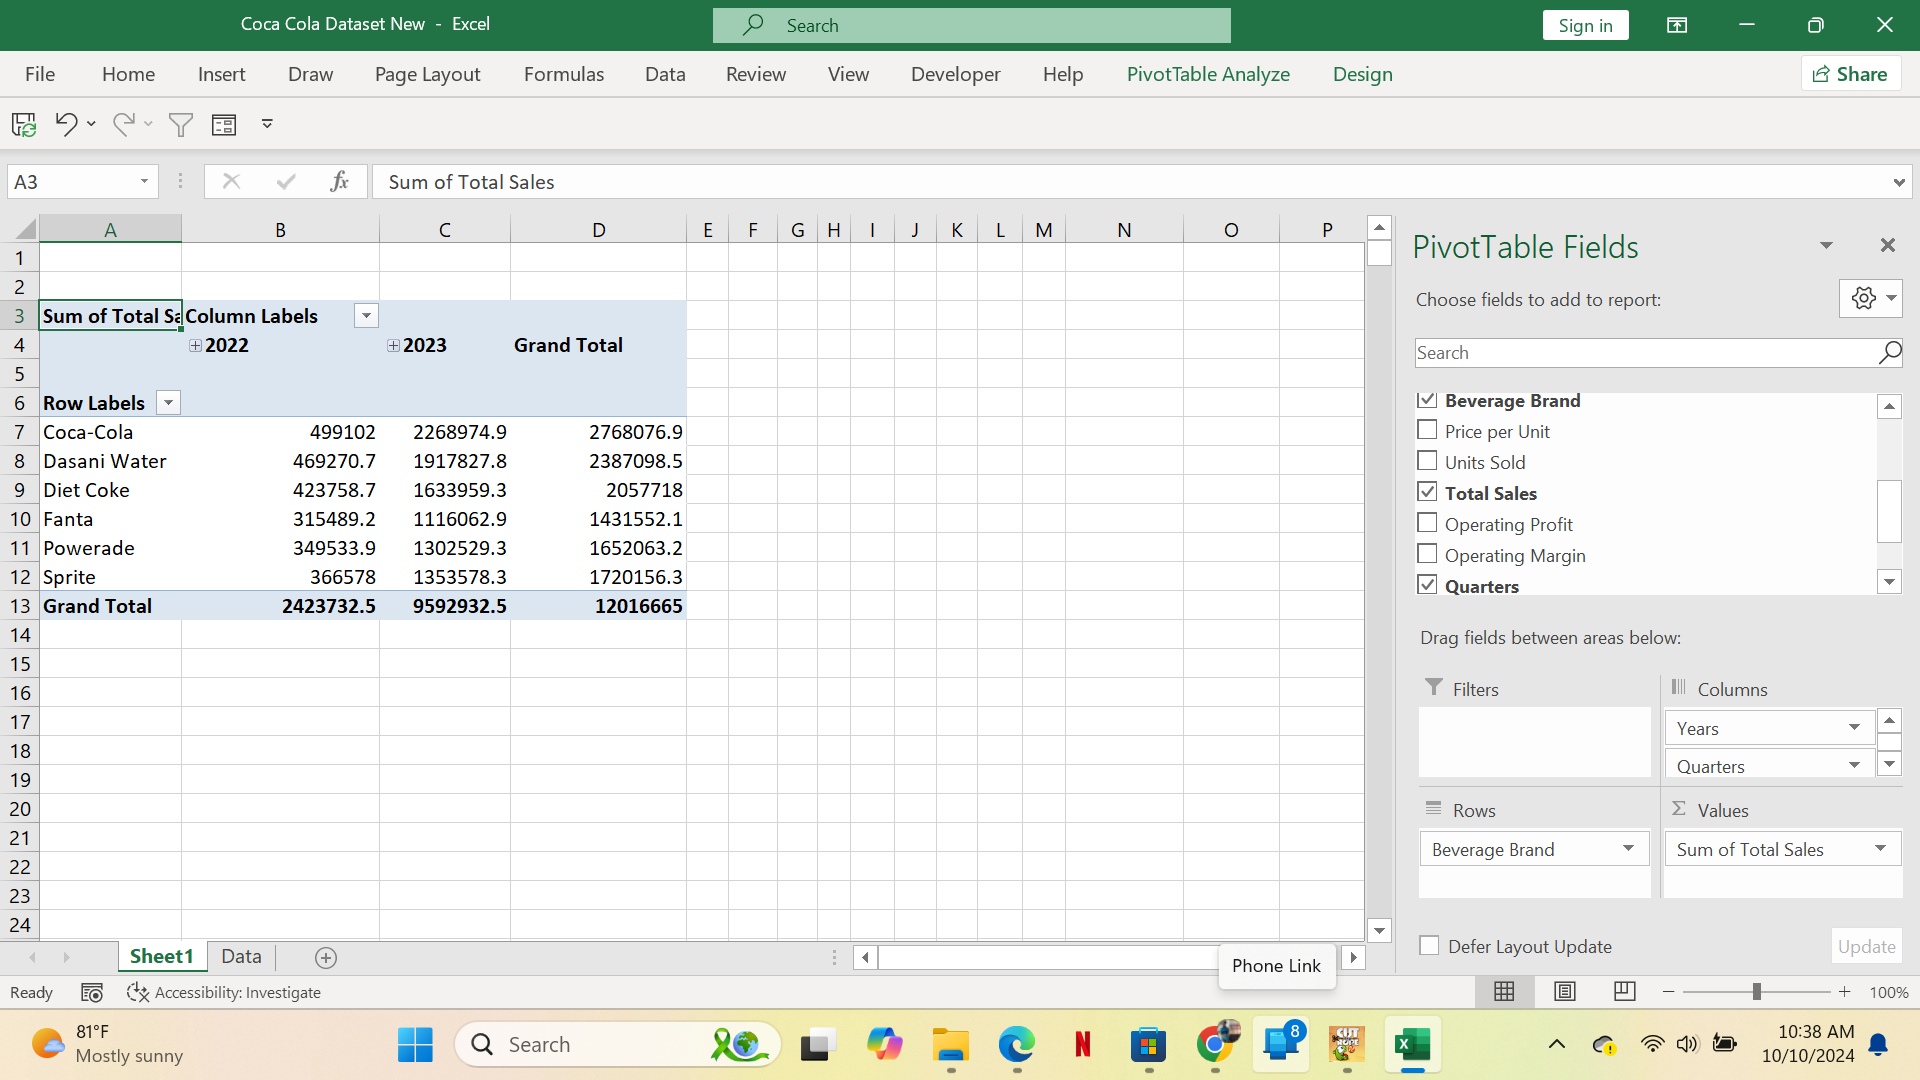 Coca Cola Dataset New - Excel
Search
Sign in
File Home Insert Draw Page Layout Formulas Data Review View Developer Help PivotTable Analyze Design Share
A3 fx Sum of Total Sales
A B C D E F G H I J K L M N O P
1
2
3 Sum of Total Sa Column Labels
4 2022 2023 Grand Total
5
6 Row Labels
7 Coca-Cola 499102 2268974.9 2768076.9
8 Dasani Water 469270.7 1917827.8 2387098.5
9 Diet Coke 423758.7 1633959.3 2057718
10 Fanta 315489.2 1116062.9 1431552.1
11 Powerade 349533.9 1302529.3 1652063.2
12 Sprite 366578 1353578.3 1720156.3
13 Grand Total 2423732.5 9592932.5 12016665
14
15
16
17
18
19
20
21
22
23
24
PivotTable Fields
Choose fields to add to report:
Search
Beverage Brand
Price per Unit
Units Sold
Total Sales
Operating Profit
Operating Margin
Quarters
Drag fields between areas below:
Filters
Columns
Years
Quarters
Rows
Beverage Brand
Σ Values
Sum of Total Sales
Defer Layout Update
Update
Sheet1 Data
Phone Link
Ready Accessibility: Investigate
100%
81°F
Mostly sunny
Search
N
8
CUT THE ROPE
X
10:38 AM
10/10/2024